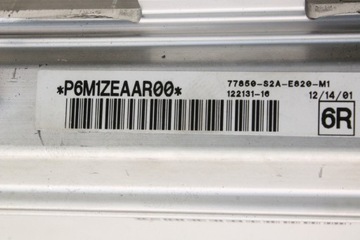 *P6M1ZEAAR00*
77850-S2A-E820-M1
122131-16
12/14/01
6R